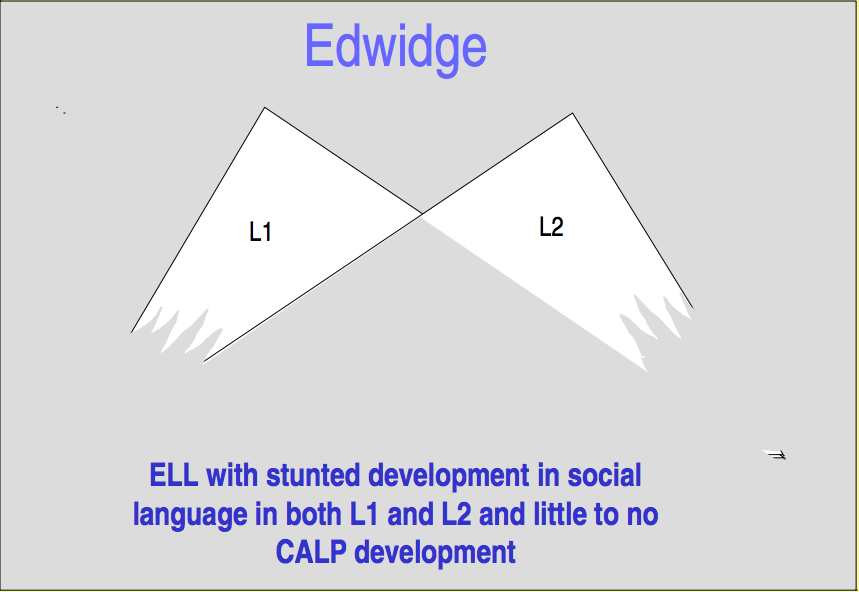 Edwidge
L1
L2
ELL with stunted development in social
language in both L1 and L2 and little to no
CALP development